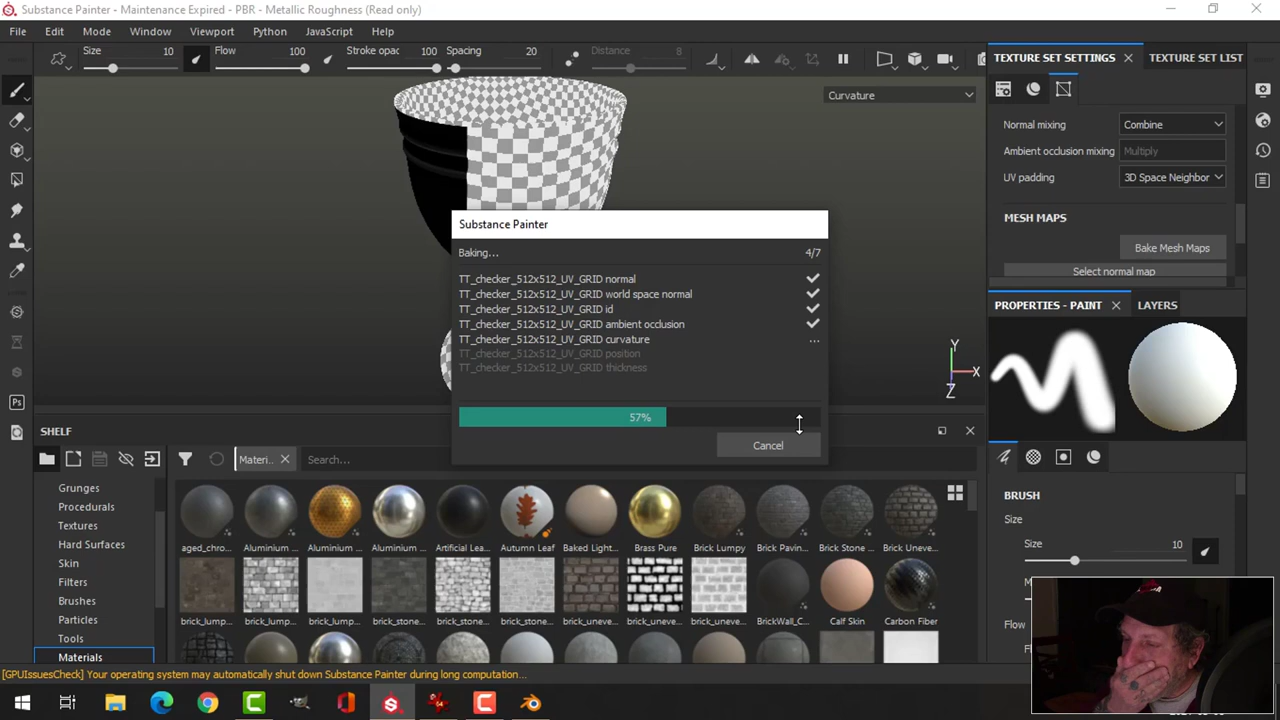 Substance Painter - Maintenance Expired - PBR - Metallic Roughness (Read only)
File Edit Mode Window Viewport Python JavaScript Help
Size 10 Flow 100 Stroke opac 100 Spacing 20 Distance 8
Curvature
TEXTURE SET SETTINGS TEXTURE SET LIST
Normal mixing Combine
Ambient occlusion mixing Multiply
UV padding 3D Space Neighbor
MESH MAPS
Bake Mesh Maps
Select normal map
Substance Painter
Baking... 4/7
TT_checker_512x512_UV_GRID normal
TT_checker_512x512_UV_GRID world space normal
TT_checker_512x512_UV_GRID id
TT_checker_512x512_UV_GRID ambient occlusion
TT_checker_512x512_UV_GRID curvature ...
TT_checker_512x512_UV_GRID position
TT_checker_512x512_UV_GRID thickness
57%
Cancel
Y
X
Z
PROPERTIES - PAINT LAYERS
BRUSH
Size
Size 10
Flow
SHELF
Materi... Search...
Grunges
Procedurals
Textures
Hard Surfaces
Skin
Filters
Brushes
Particles
Tools
Materials
aged_chro... Aluminium ... Aluminium ... Aluminium ... Artificial Lea... Autumn Leaf Baked Light... Brass Pure Brick Lumpy Brick Pavin... Brick Stone ... Brick Uneve...
brick_lump... brick_lump... brick_lump... brick_stone... brick_stone... brick_stone... brick_uneve... brick_uneve... brick_uneve... BrickWall_C... Calf Skin Carbon Fiber
[GPUIssuesCheck] Your operating system may automatically shut down Substance Painter during long computation...